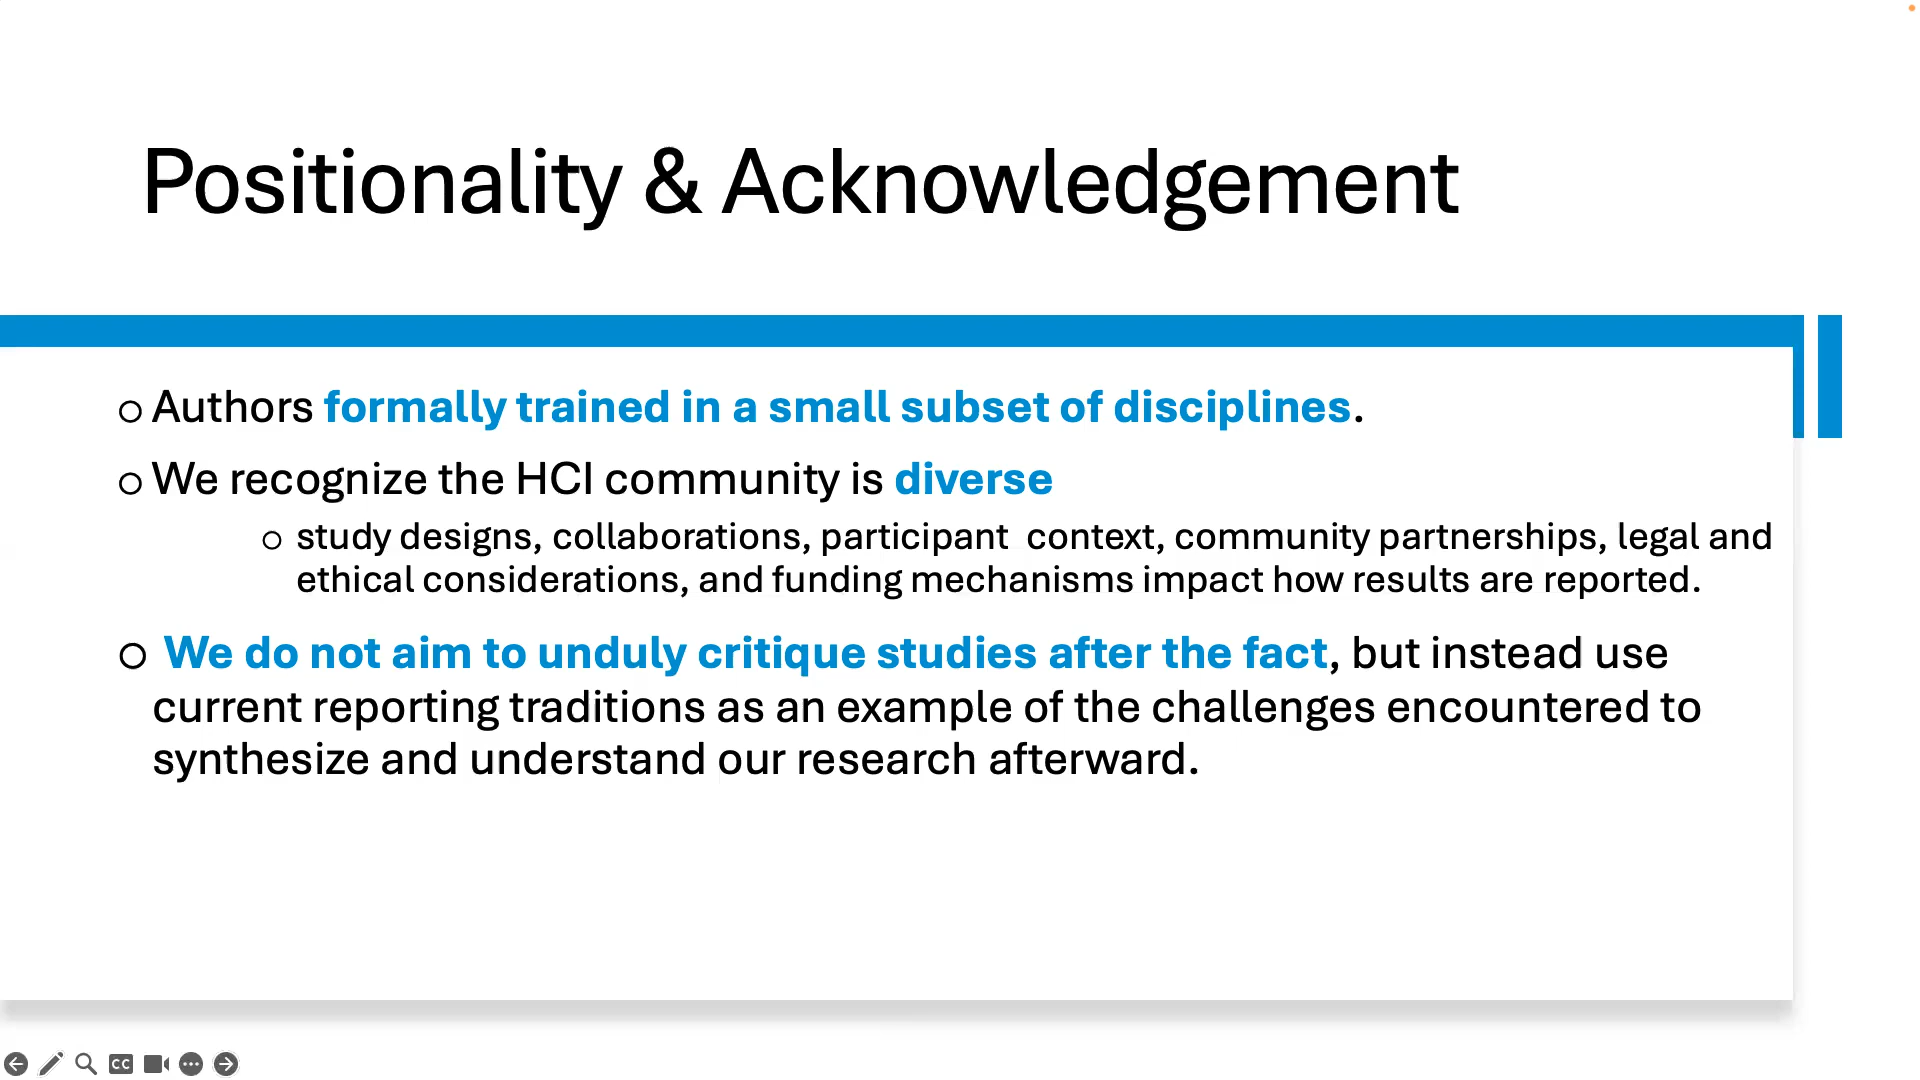 Positionality & Acknowledgement
Authors formally trained in a small subset of disciplines.
We recognize the HCI community is diverse
study designs, collaborations, participant context, community partnerships, legal and
ethical considerations, and funding mechanisms impact how results are reported.
We do not aim to unduly critique studies after the fact, but instead use
current reporting traditions as an example of the challenges encountered to
synthesize and understand our research afterward.
CC